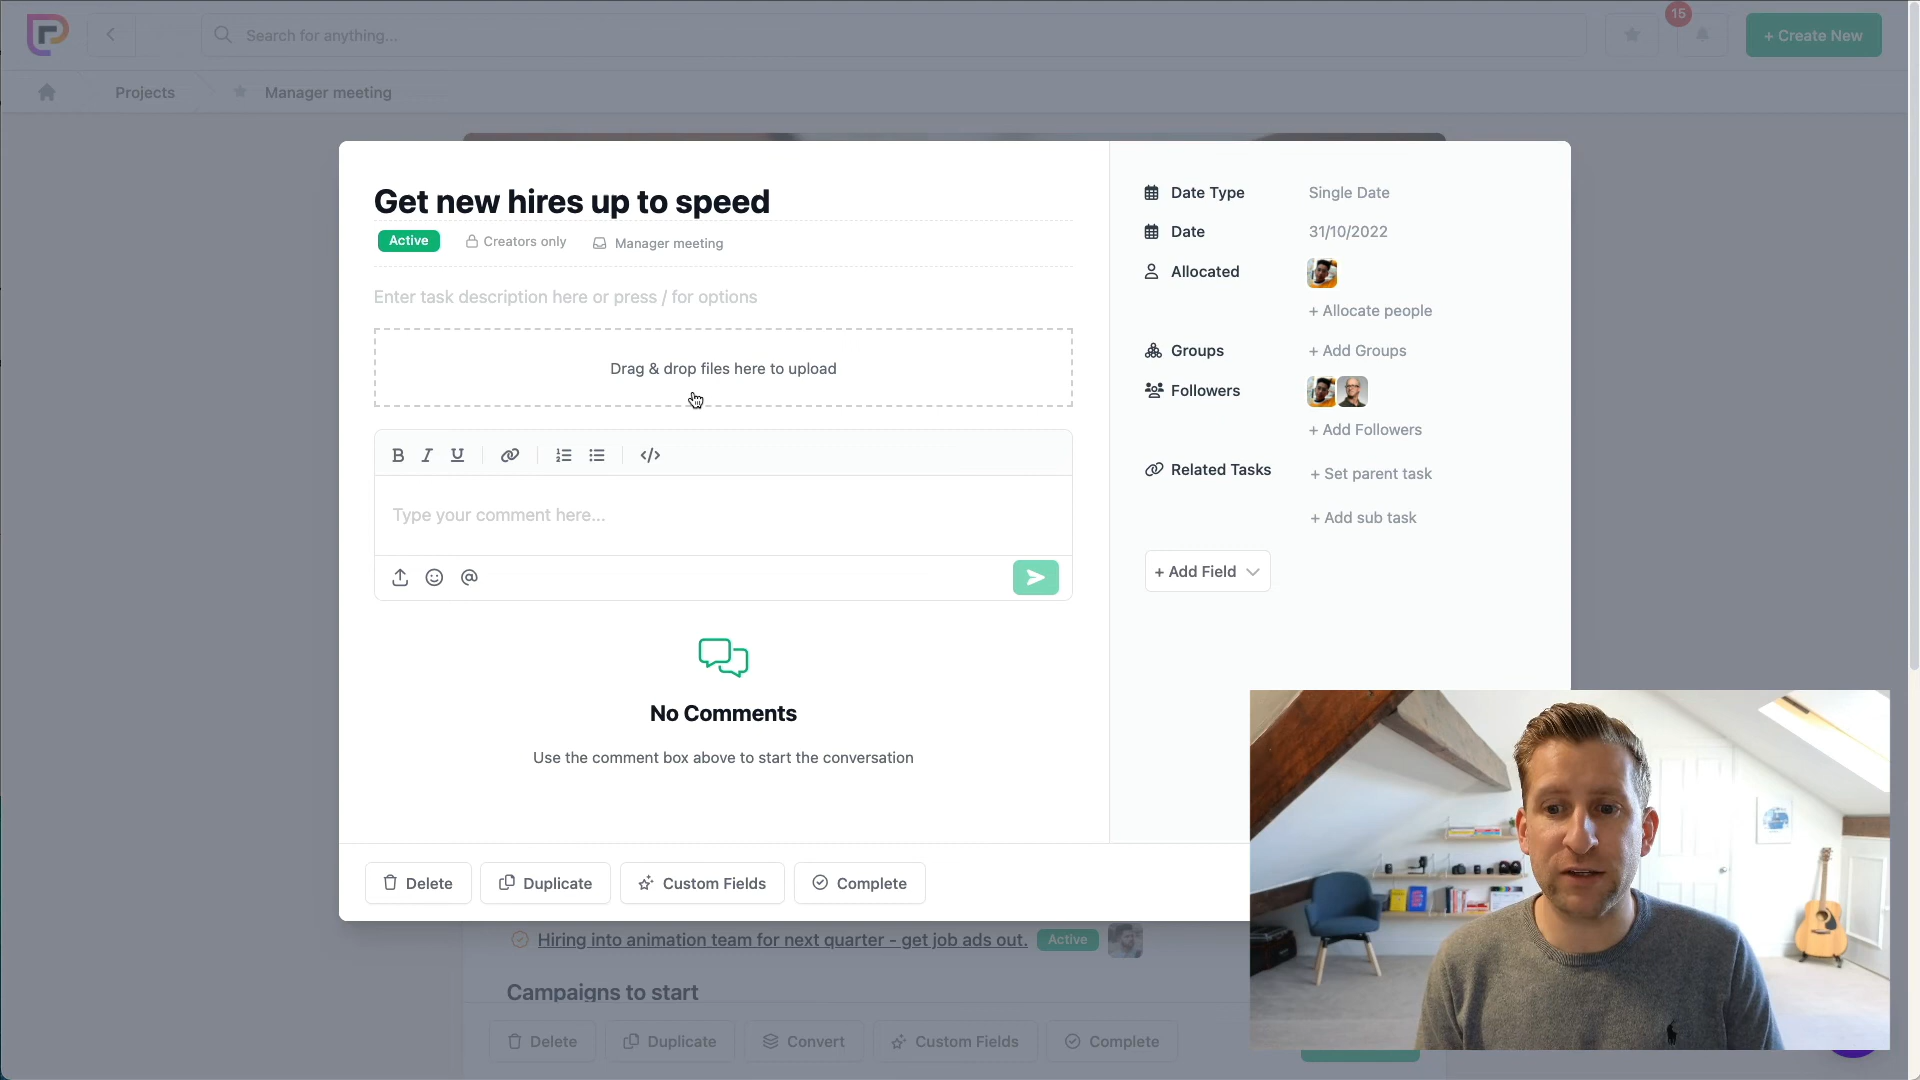 Search for anything...
15
+ Create New
Projects
Manager meeting
Get new hires up to speed
Active
Creators only
Manager meeting
Enter task description here or press / for options
Drag & drop files here to upload
Type your comment here...
No Comments
Use the comment box above to start the conversation
Delete
Duplicate
Custom Fields
Complete
Date Type
Single Date
Date
31/10/2022
Allocated
+ Allocate people
Groups
+ Add Groups
Followers
+ Add Followers
Related Tasks
+ Set parent task
+ Add sub task
+ Add Field
Hiring into animation team for next quarter - get job ads out.
Active
Campaigns to start
Delete
Duplicate
Convert
Custom Fields
Complete